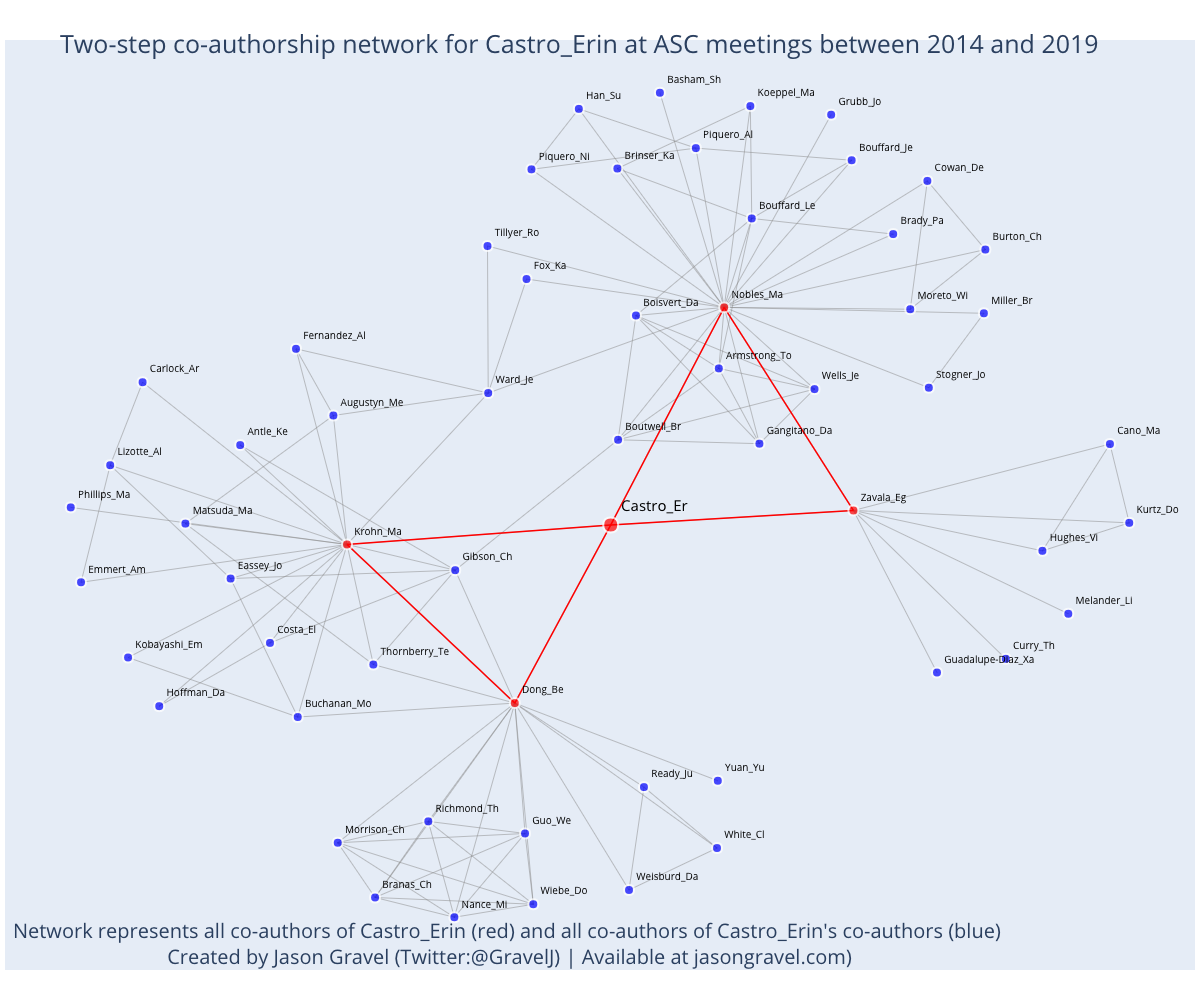 Two-step co-authorship network for Castro_Erin at ASC meetings between 2014 and 2019
Basham_Sh
Koeppel_Ma
Han_Su
Grubb_Jo
Piquero_Al
Bouffard_Je
Piquero_Ni
Brinser_Ka
Cowan_De
Bouffard_Le
Brady_Pa
Tillyer_Ro
Burton_Ch
Fox_Ka
Nobles_Ma
Moreto_Wi
Boisvert_Da
Miller_Br
Fernandez_Al
Armstrong_To
Carlock_Ar
Ward_Je
Wells_Je
Stogner_Jo
Augustyn_Me
Boutwell_Br
Gangitano_Da
Cano_Ma
Antle_Ke
Lizotte_Al
Phillips_Ma
Zavala_Eg
Castro_Er
Matsuda_Ma
Kurtz_Do
Krohn_Ma
Hughes_Vi
Gibson_Ch
Eassey_Jo
Emmert_Am
Melander_Li
Costa_El
Kobayashi_Em
Curry_Th
Thornberry_Te
Guadalupe-Diaz_Xa
Hoffman_Da
Dong_Be
Buchanan_Mo
Yuan_Yu
Ready_Ju
Richmond_Th
Guo_We
Morrison_Ch
White_Cl
Weisburd_Da
Branas_Ch
Wiebe_Do
Nance_Mi
Network represents all co-authors of Castro_Erin (red) and all co-authors of Castro_Erin's co-authors (blue)
Created by Jason Gravel (Twitter:@GravelJ) | Available at jasongravel.com)